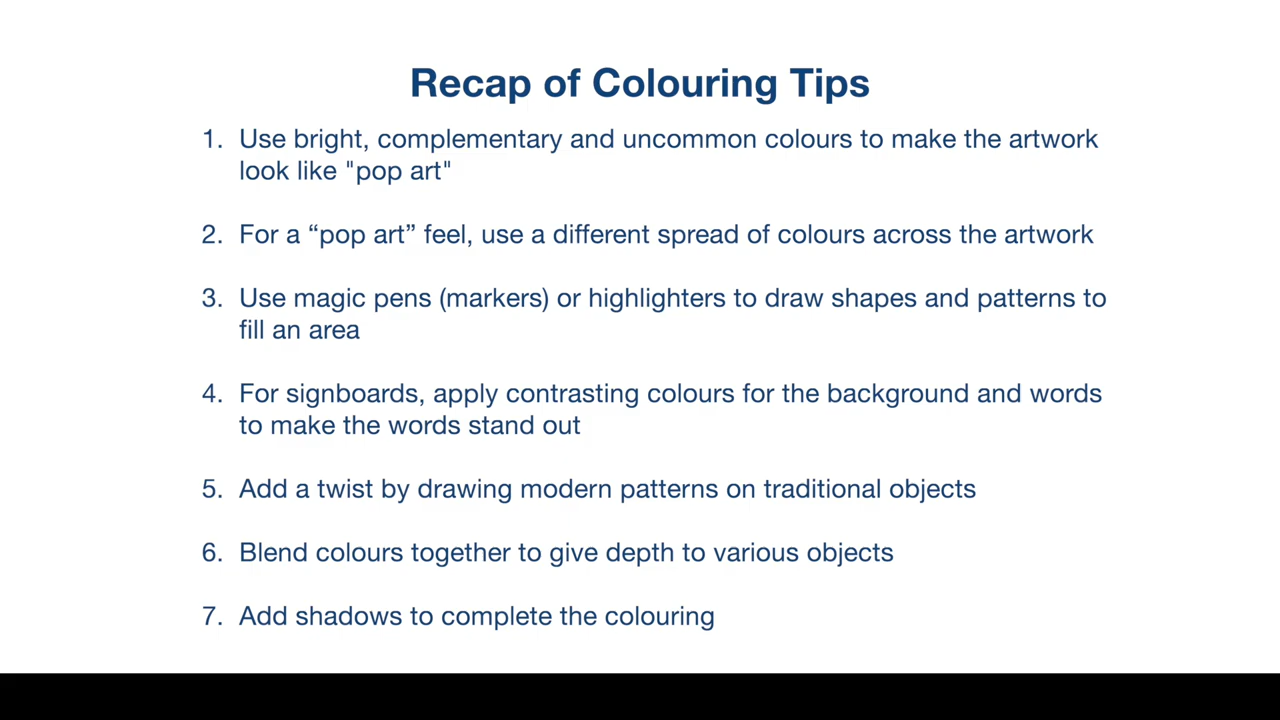 Recap of Colouring Tips
1. Use bright, complementary and uncommon colours to make the artwork
look like "pop art"
2. For a “pop art” feel, use a different spread of colours across the artwork
3. Use magic pens (markers) or highlighters to draw shapes and patterns to
fill an area
4. For signboards, apply contrasting colours for the background and words
to make the words stand out
5. Add a twist by drawing modern patterns on traditional objects
6. Blend colours together to give depth to various objects
7. Add shadows to complete the colouring